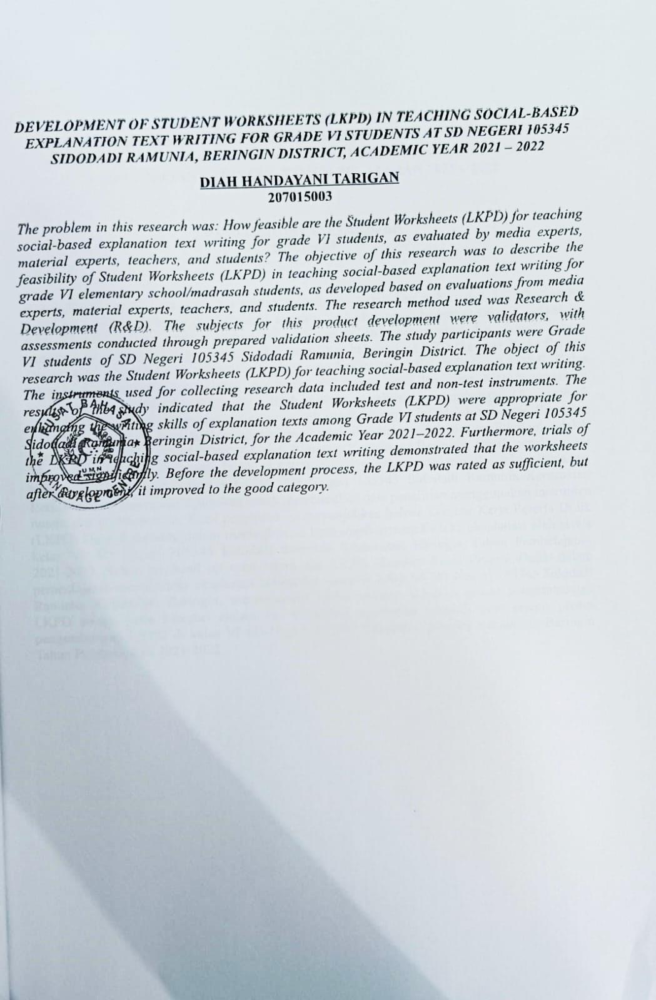 DEVELOPMENT OF STUDENT WORKSHEETS (LKPD) IN TEACHING SOCIAL-BASED
EXPLANATION TEXT WRITING FOR GRADE VI STUDENTS AT SD NEGERI 105345
SIDODADI RAMUNIA, BERINGIN DISTRICT, ACADEMIC YEAR 2021 – 2022
DIAH HANDAYANI TARIGAN
207015003
The problem in this research was: How feasible are the Student Worksheets (LKPD) for teaching
social-based explanation text writing for grade VI students, as evaluated by media experts,
material experts, teachers, and students? The objective of this research was to describe the
feasibility of Student Worksheets (LKPD) in teaching social-based explanation text writing for
grade VI elementary school/madrasah students, as developed based on evaluations from media
experts, material experts, teachers, and students. The research method used was Research &
Development (R&D). The subjects for this product development were validators, with
assessments conducted through prepared validation sheets. The study participants were Grade
VI students of SD Negeri 105345 Sidodadi Ramunia, Beringin District. The object of this
research was the Student Worksheets (LKPD) for teaching social-based explanation text writing.
The instruments used for collecting research data included test and non-test instruments. The
results of the study indicated that the Student Worksheets (LKPD) were appropriate for
enhancing the writing skills of explanation texts among Grade VI students at SD Negeri 105345
Sidodadi Ramunia, Beringin District, for the Academic Year 2021–2022. Furthermore, trials of
the LKPD in teaching social-based explanation text writing demonstrated that the worksheets
improved significantly. Before the development process, the LKPD was rated as sufficient, but
after development, it improved to the good category.
PUSAT BAHASA
UMN
LANGUAGE CENTRE